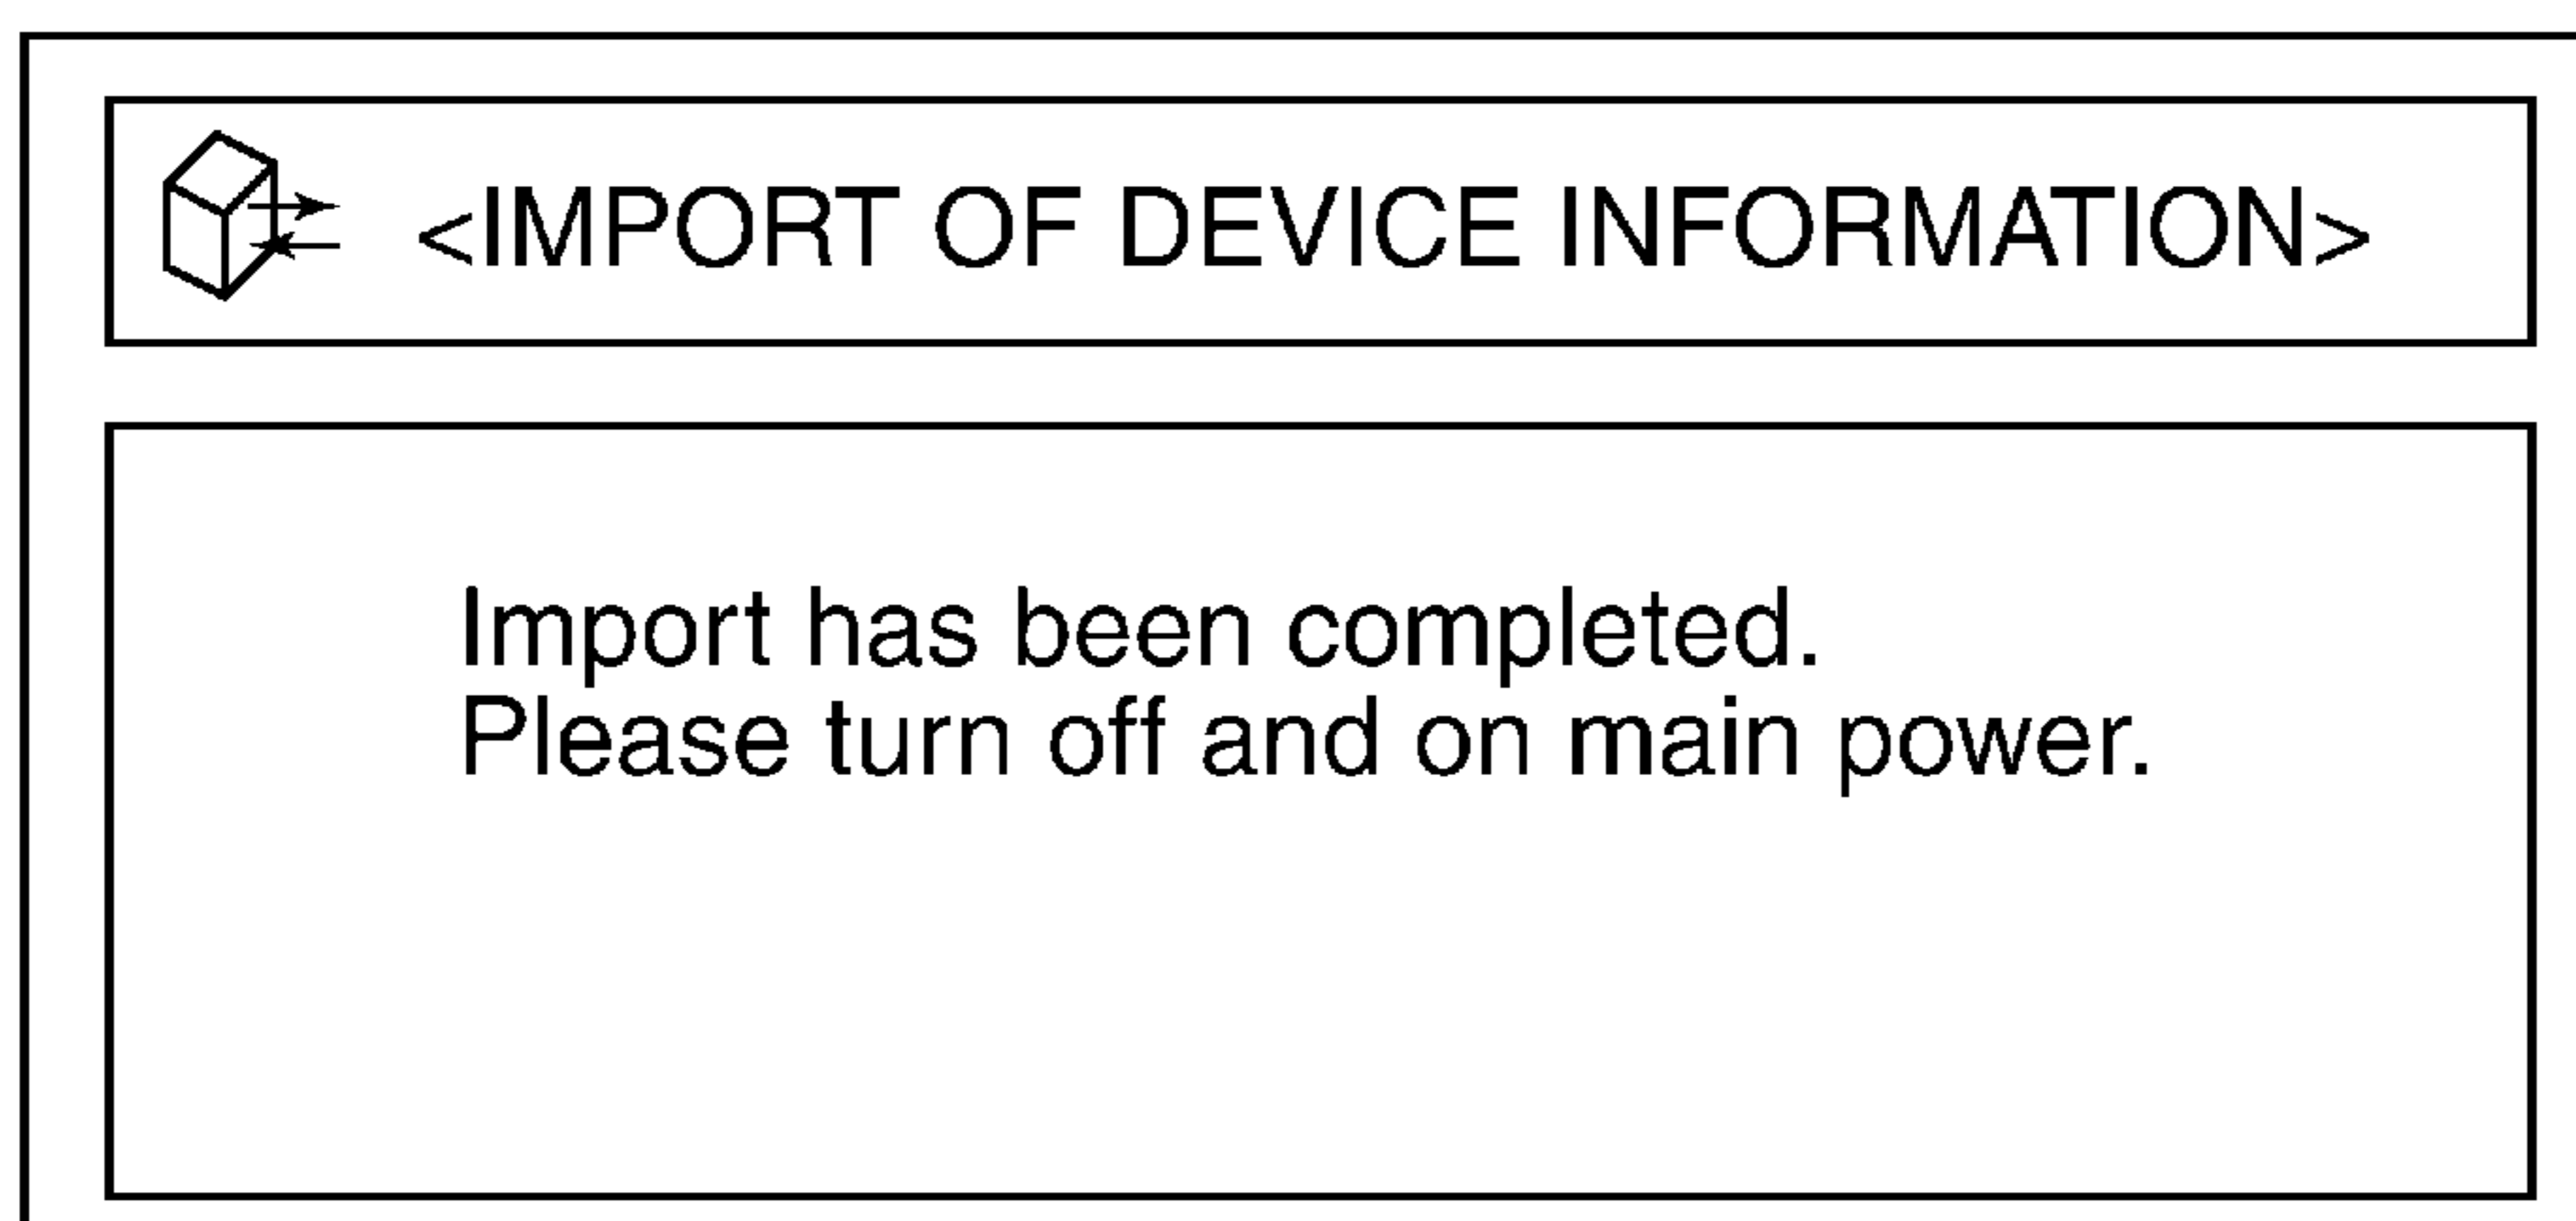 <IMPORT OF DEVICE INFORMATION>
Import has been completed.
Please turn off and on main power.